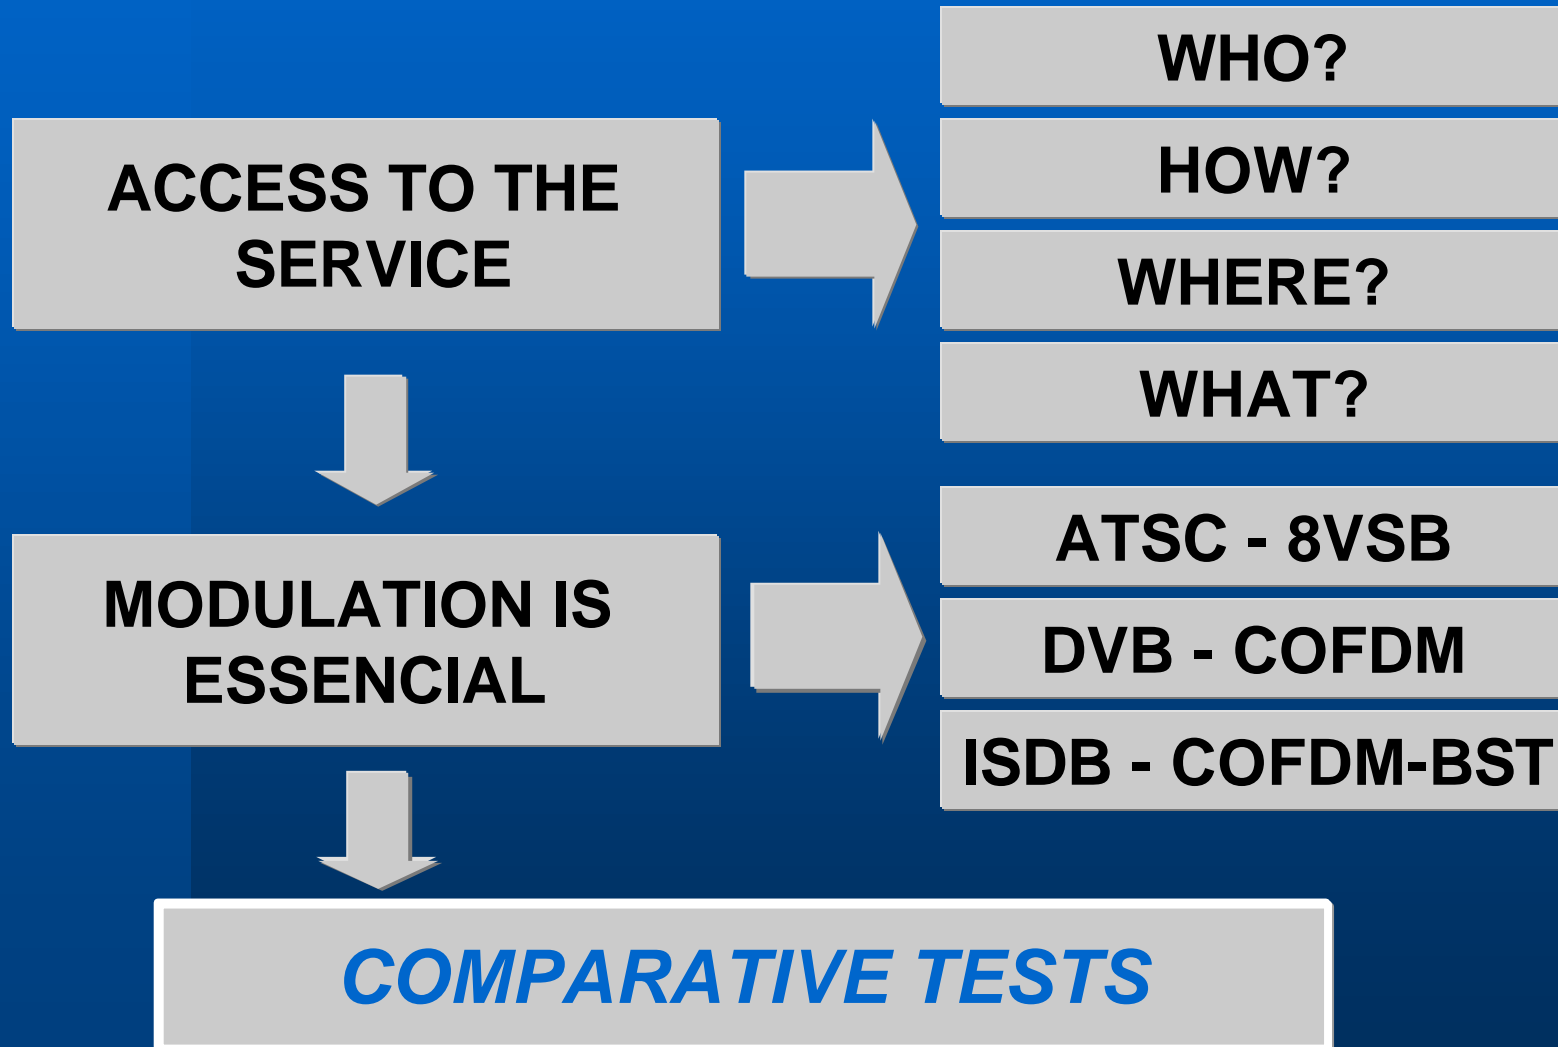 ACCESS TO THE
SERVICE
WHO?
HOW?
WHERE?
WHAT?
MODULATION IS
ESSENCIAL
ATSC - 8VSB
DVB - COFDM
ISDB - COFDM-BST
COMPARATIVE TESTS